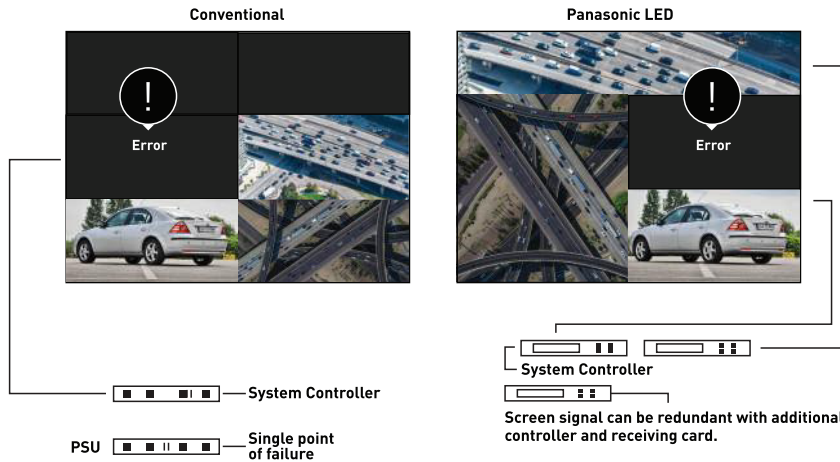 Conventional
Panasonic LED
!
Error
!
Error
System Controller
PSU
Single point
of failure
System Controller
Screen signal can be redundant with additional
controller and receiving card.